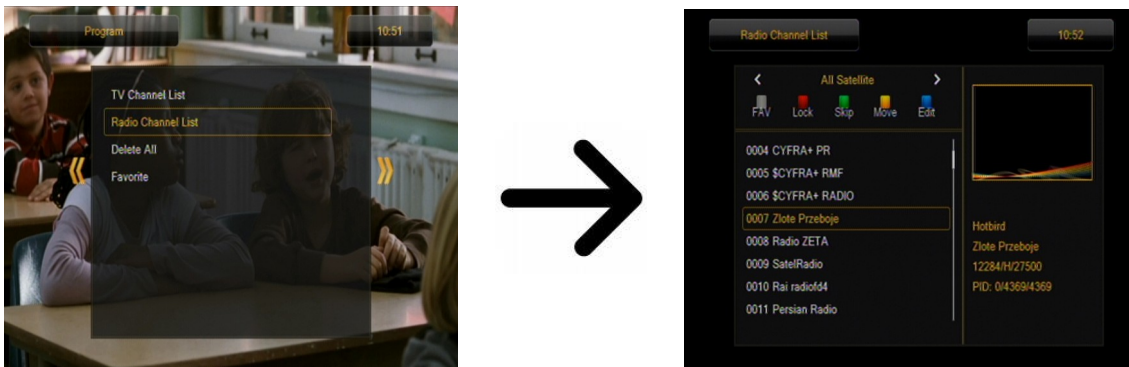 Program
10:51
TV Channel List
Radio Channel List
Delete All
Favorite
Radio Channel List
10:52
All Satellite
FAV Lock Skip Move Edit
0004 CYFRA+ PR
0005 $CYFRA+ RMF
0006 $CYFRA+ RADIO
0007 Zlote Przeboje
0008 Radio ZETA
0009 SatelRadio
0010 Rai radiofd4
0011 Persian Radio
Hotbird
Zlote Przeboje
12284/H/27500
PID: 0/4369/4369